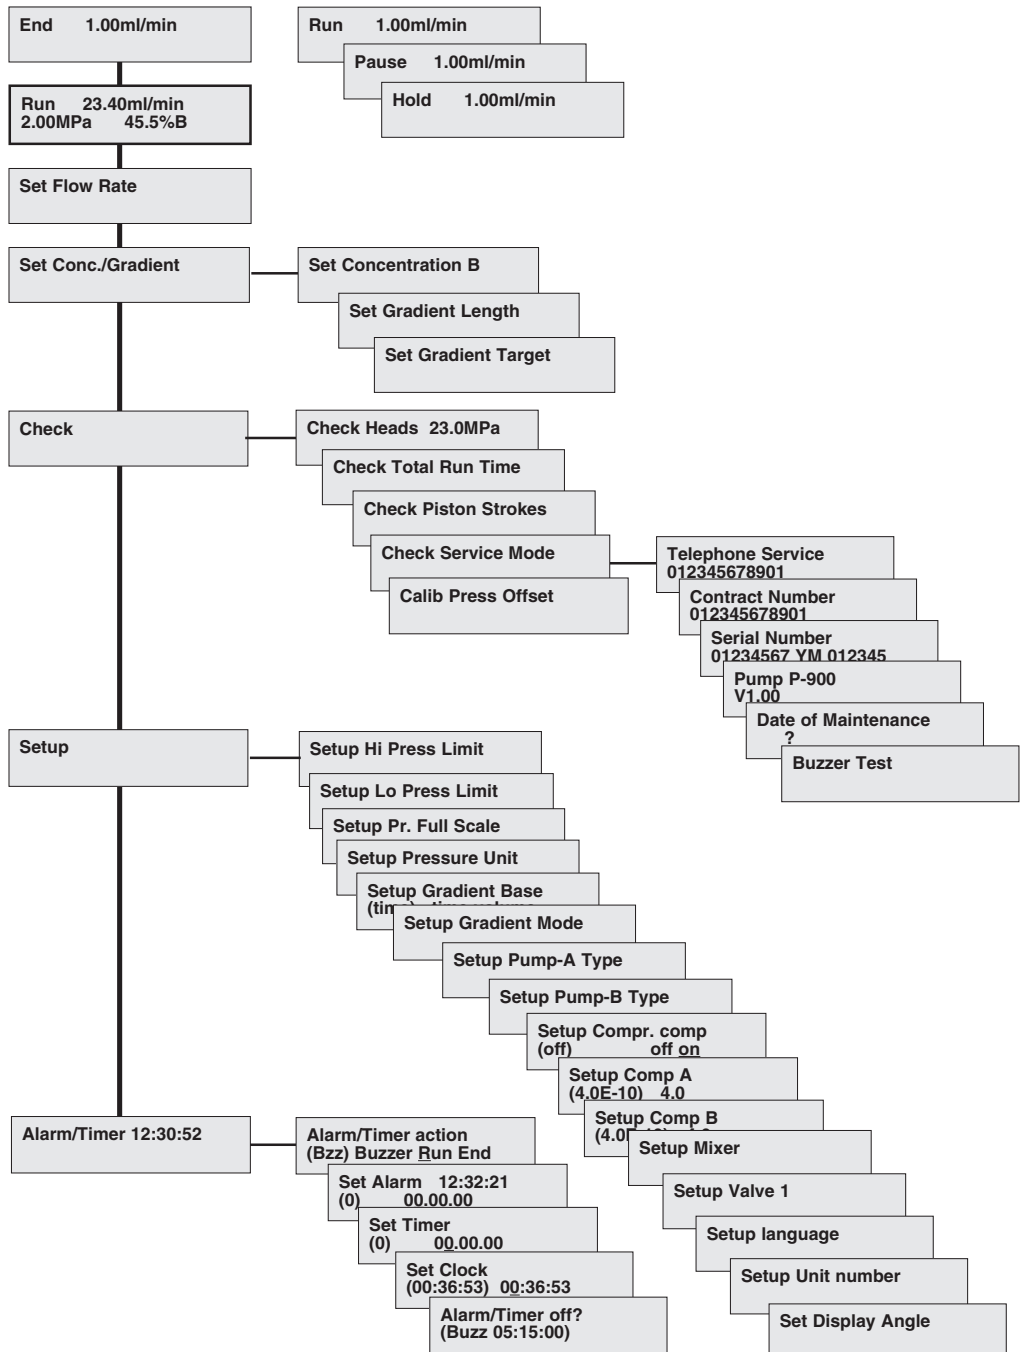 End 1.00ml/min
Run 1.00ml/min
Pause 1.00ml/min
Hold 1.00ml/min
Run 23.40ml/min
2.00MPa 45.5%B
Set Flow Rate
Set Conc./Gradient
Set Concentration B
Set Gradient Length
Set Gradient Target
Check
Check Heads 23.0MPa
Check Total Run Time
Check Piston Strokes
Check Service Mode
Calib Press Offset
Telephone Service
012345678901
Contract Number
012345678901
Serial Number
01234567 YM 012345
Pump P-900
V1.00
Date of Maintenance
?
Buzzer Test
Setup
Setup Hi Press Limit
Setup Lo Press Limit
Setup Pr. Full Scale
Setup Pressure Unit
Setup Gradient Base
Setup Gradient Mode
Setup Pump-A Type
Setup Pump-B Type
Setup Compr. comp
(off) off on
Setup Comp A
(4.0E-10) 4.0
Setup Comp B
Setup Mixer
Setup Valve 1
Setup language
Setup Unit number
Set Display Angle
Alarm/Timer 12:30:52
Alarm/Timer action
(Bzz) Buzzer Run End
Set Alarm 12:32:21
(0) 00.00.00
Set Timer
(0) 00.00.00
Set Clock
(00:36:53) 00:36:53
Alarm/Timer off?
(Buzz 05:15:00)